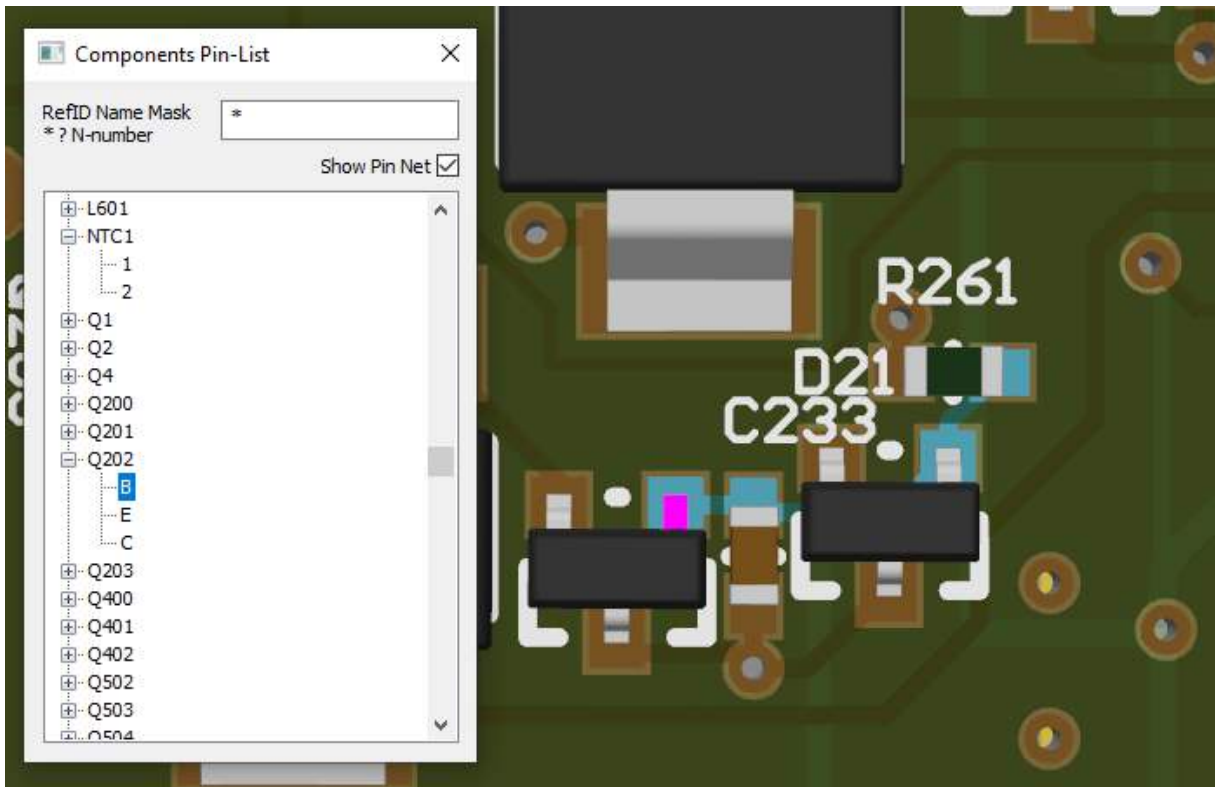 Components Pin-List
RefID Name Mask
* ? N-number
*
Show Pin Net
L601
NTC1
1
2
Q1
Q2
Q4
Q200
Q201
Q202
B
E
C
Q203
Q400
Q401
Q402
Q502
Q503
Q504
R261
D21
C233